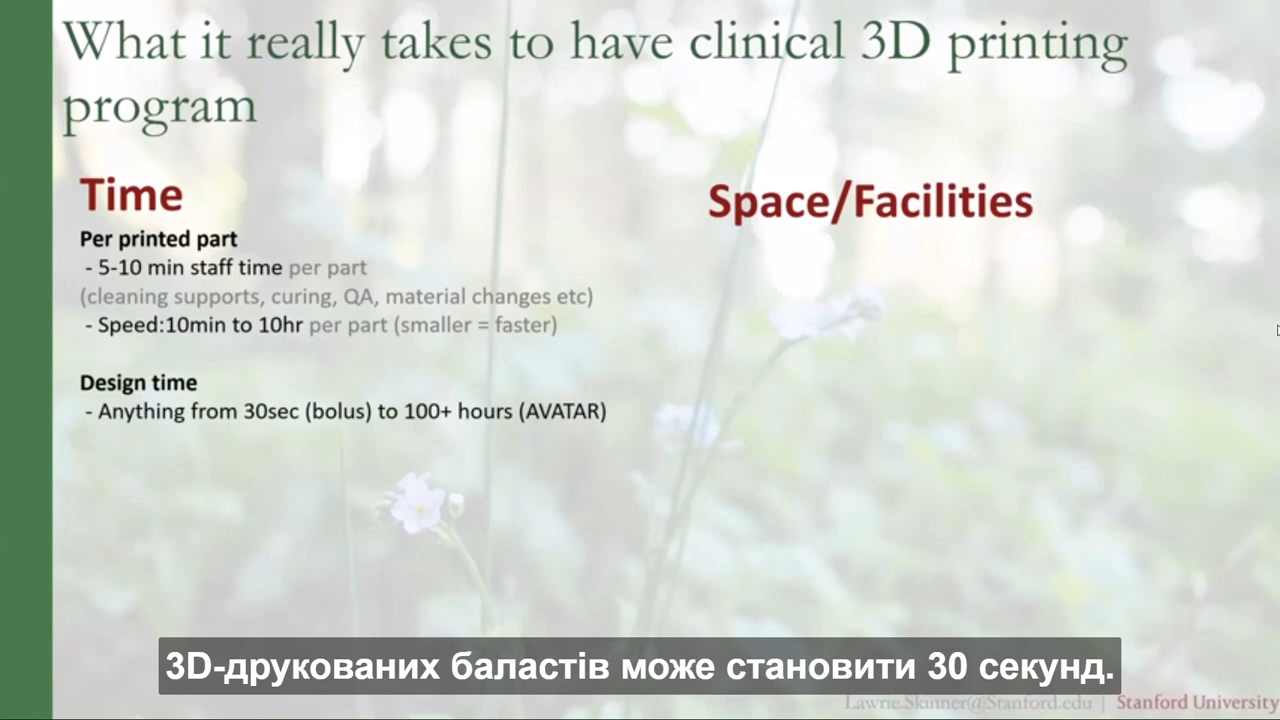 What it really takes to have clinical 3D printing
program
Time
Per printed part
- 5-10 min staff time per part
(cleaning supports, curing, QA, material changes etc)
- Speed:10min to 10hr per part (smaller = faster)
Design time
- Anything from 30sec (bolus) to 100+ hours (AVATAR)
Space/Facilities
3D-друкованих баластів може становити 30 секунд.
Lawrie.Skinner@Stanford.edu | Stanford University